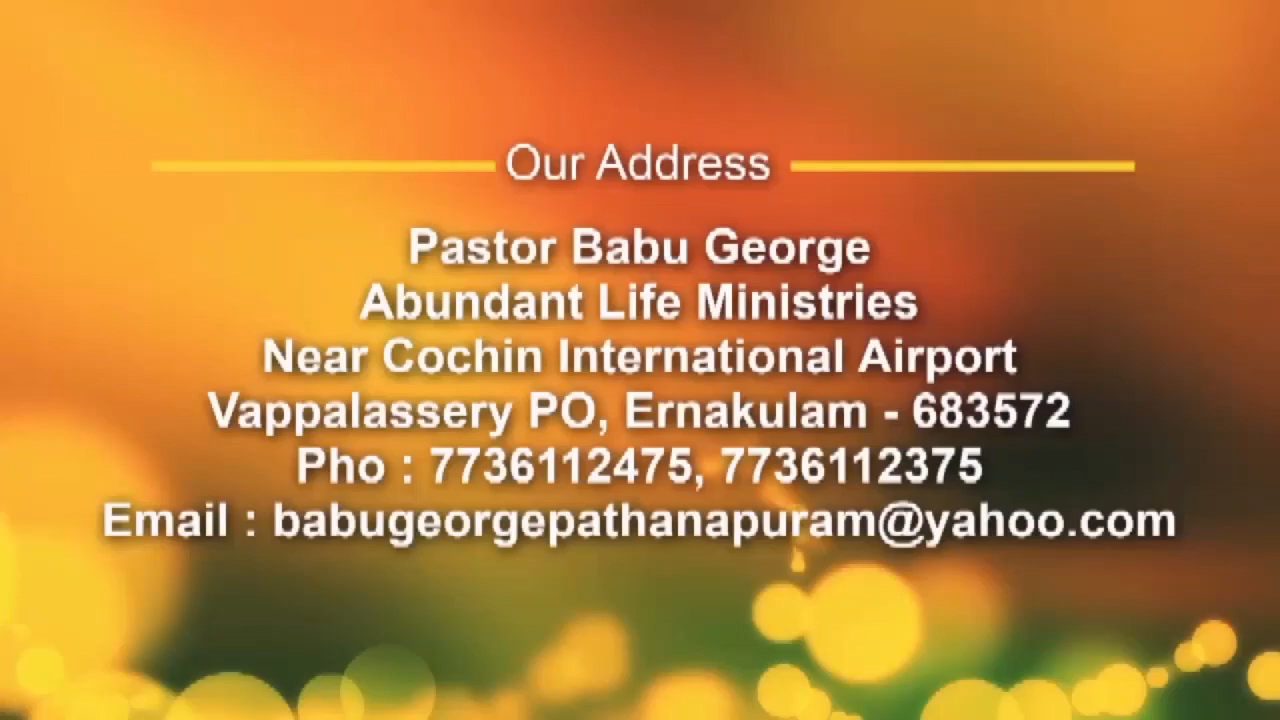 Our Address
Pastor Babu George
Abundant Life Ministries
Near Cochin International Airport
Vappalassery PO, Ernakulam - 683572
Pho : 7736112475, 7736112375
Email : babugeorgepathanapuram@yahoo.com